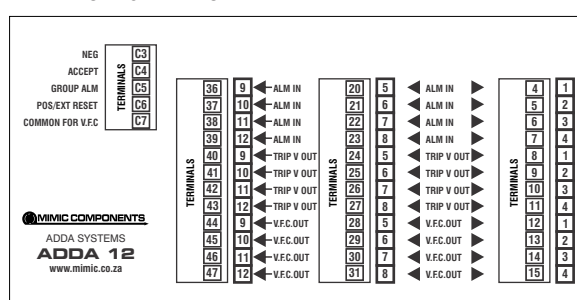 NEG C3
ACCEPT C4
GROUP ALM C5
POS/EXT RESET C6
COMMON FOR V.F.C C7
TERMINALS
MIMIC COMPONENTS
ADDA SYSTEMS
ADDA 12
www.mimic.co.za
TERMINALS
36 9 ALM IN 20 5 ALM IN 4 1
37 10 ALM IN 21 6 ALM IN 5 2
38 11 ALM IN 22 7 ALM IN 6 3
39 12 ALM IN 23 8 ALM IN 7 4
40 9 TRIP V OUT 24 5 TRIP V OUT 8 1
41 10 TRIP V OUT 25 6 TRIP V OUT 9 2
42 11 TRIP V OUT 26 7 TRIP V OUT 10 3
43 12 TRIP V OUT 27 8 TRIP V OUT 11 4
44 9 V.F.C.OUT 28 5 V.F.C.OUT 12 1
45 10 V.F.C.OUT 29 6 V.F.C.OUT 13 2
46 11 V.F.C.OUT 30 7 V.F.C.OUT 14 3
47 12 V.F.C.OUT 31 8 V.F.C.OUT 15 4
TERMINALS
TERMINALS